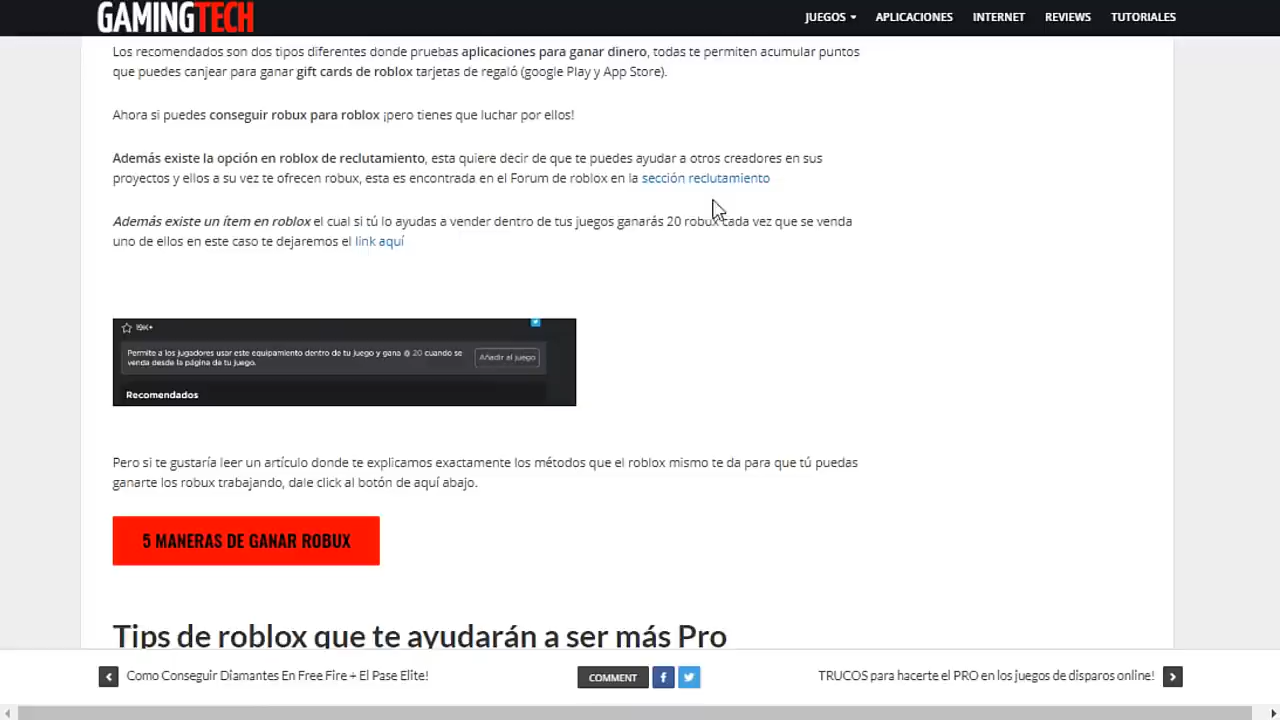 GAMINGTECH
JUEGOS APLICACIONES INTERNET REVIEWS TUTORIALES
Los recomendados son dos tipos diferentes donde pruebas aplicaciones para ganar dinero, todas te permiten acumular puntos
que puedes canjear para ganar gift cards de roblox tarjetas de regaló (google Play y App Store).
Ahora si puedes conseguir robux para roblox ¡pero tienes que luchar por ellos!
Además existe la opción en roblox de reclutamiento, esta quiere decir de que te puedes ayudar a otros creadores en sus
proyectos y ellos a su vez te ofrecen robux, esta es encontrada en el Forum de roblox en la sección reclutamiento
Además existe un ítem en roblox el cual si tú lo ayudas a vender dentro de tus juegos ganarás 20 robux cada vez que se venda
uno de ellos en este caso te dejaremos el link aquí
19K+
Permite a los jugadores usar este equipamiento dentro de tu juego y gana 20 cuando se
venda desde la página de tu juego.
Añadir al juego
Recomendados
Pero si te gustaría leer un artículo donde te explicamos exactamente los métodos que el roblox mismo te da para que tú puedas
ganarte los robux trabajando, dale click al botón de aquí abajo.
5 MANERAS DE GANAR ROBUX
Tips de roblox que te ayudarán a ser más Pro
Como Conseguir Diamantes En Free Fire + El Pase Elite!
COMMENT
TRUCOS para hacerte el PRO en los juegos de disparos online!